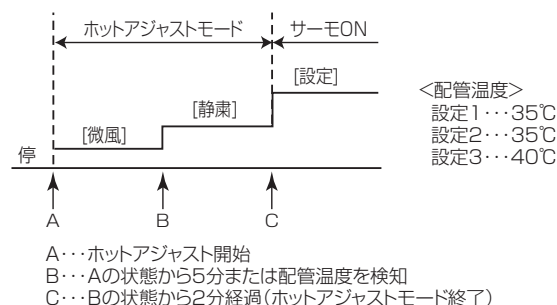 ホットアジャストモード
サーモON
[設定]
[静粛]
[微風]
停
<配管温度>
設定1･･･35℃
設定2･･･35℃
設定3･･･40℃
A
B
C
A･･･ホットアジャスト開始
B･･･Aの状態から5分または配管温度を検知
C･･･Bの状態から2分経過(ホットアジャストモード終了)